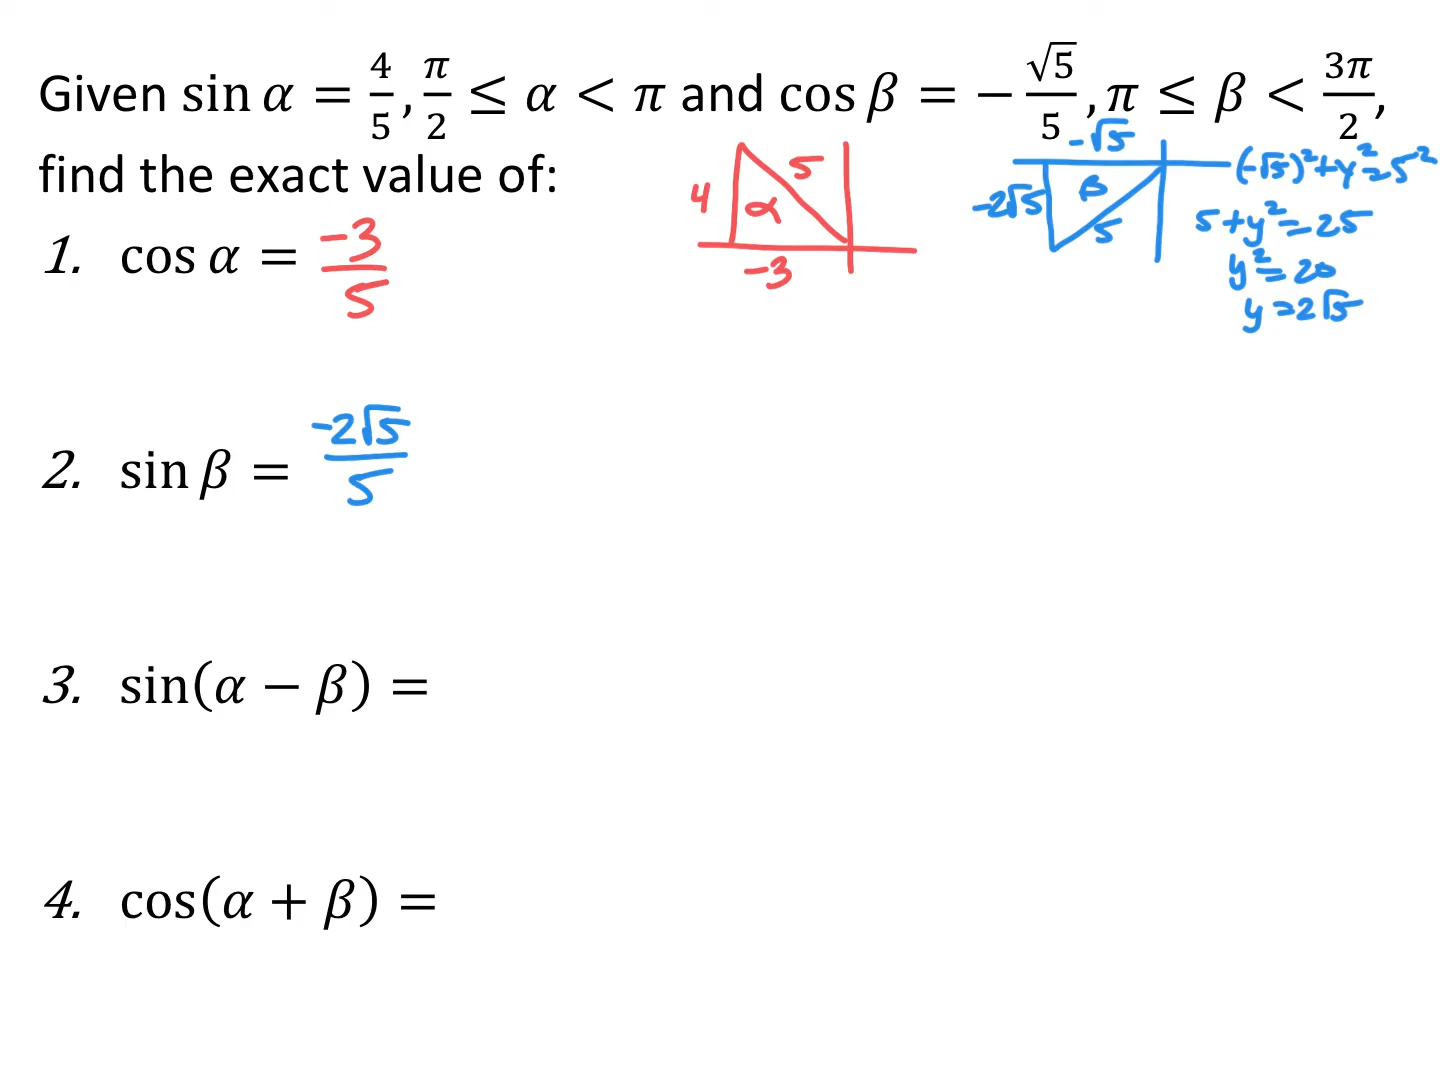 Given sin α = 4/5, π/2 ≤ α < π and cos β = −√5/5, π ≤ β < 3π/2,
find the exact value of:
1. cos α = -3/5
4
5
α
-3
-√5
-2√5
β
5
(-√5)²+y²=5²
5+y²=25
y²=20
y=2√5
2. sin β = -2√5/5
3. sin(α − β) =
4. cos(α + β) =